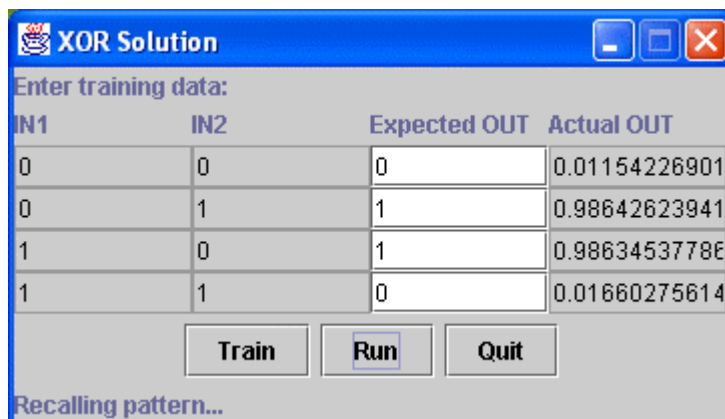 XOR Solution
Enter training data:
IN1 IN2 Expected OUT Actual OUT
0 0 0 0.01154226901
0 1 1 0.98642623941
1 0 1 0.9863453778
1 1 0 0.01660275614
Train Run Quit
Recalling pattern...